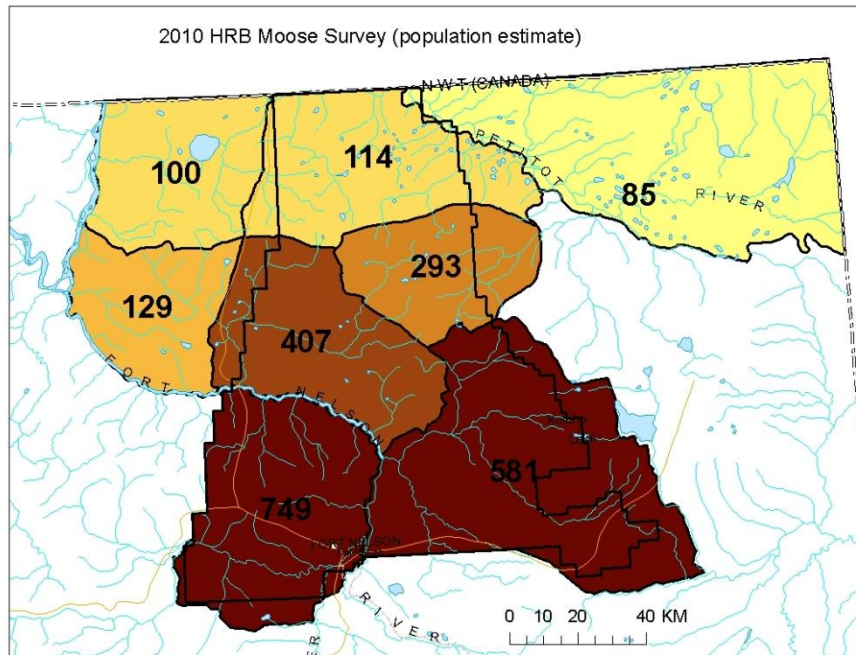 2010 HRB Moose Survey (population estimate)
NWT (CANADA)
PETITOT
RIVER
100
114
85
129
293
407
FORT
NELSON
749
581
FORT NELSON
RIVER
0 10 20 40 KM